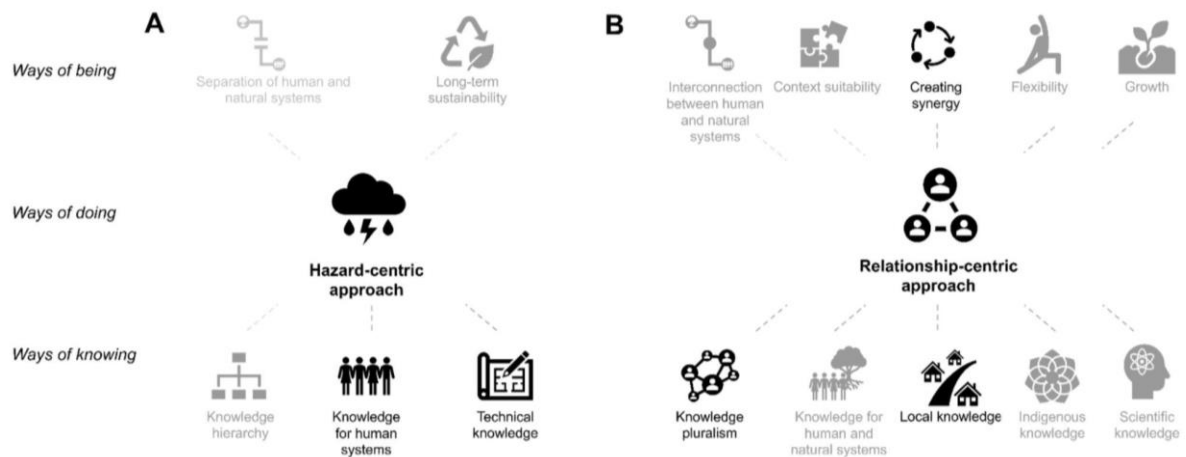 A
B
Ways of being
Separation of human and
natural systems
Long-term
sustainability
Interconnection
between human
and natural
systems
Context suitability
Creating
synergy
Flexibility
Growth
Ways of doing
Hazard-centric
approach
Relationship-centric
approach
Ways of knowing
Knowledge
hierarchy
Knowledge
for human
systems
Technical
knowledge
Knowledge
pluralism
Knowledge for
human and
natural systems
Local knowledge
Indigenous
knowledge
Scientific
knowledge